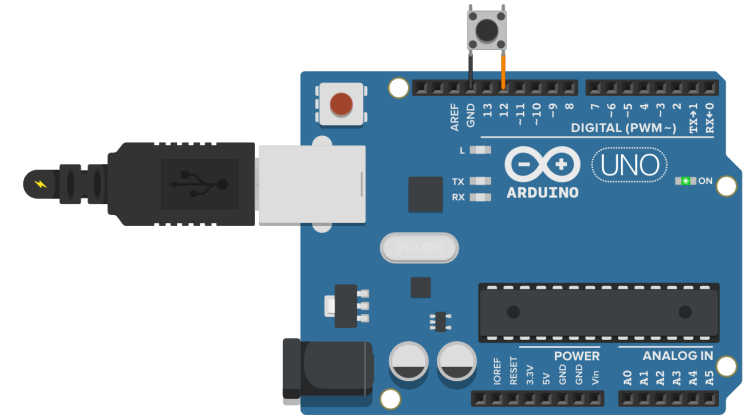 AREF
GND
13
12
~11
~10
~9
8
7
~6
~5
4
~3
2
TX→1
RX←0
DIGITAL (PWM~)
L
TX
RX
ARDUINO
UNO
ON
POWER
ANALOG IN
IOREF
RESET
3.3V
5V
GND
GND
Vin
A0
A1
A2
A3
A4
A5